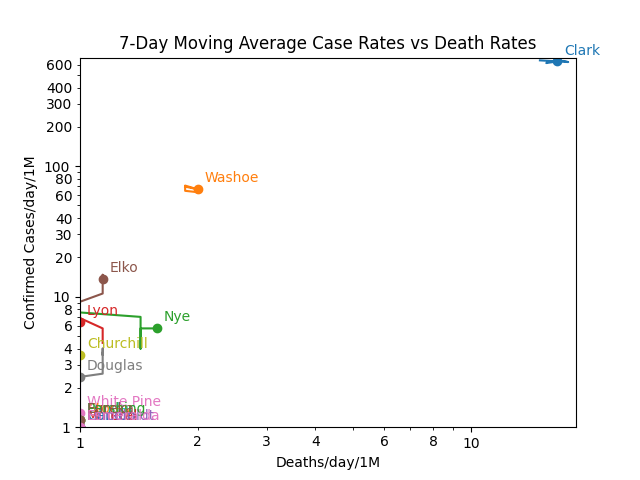 7-Day Moving Average Case Rates vs Death Rates
Clark
Washoe
Elko
Nye
Lyon
Churchill
Douglas
White Pine
Confirmed Cases/day/1M
600
400
300
200
100
80
60
40
30
20
10
8
6
4
3
2
1
1
2
3
4
6
8
10
Deaths/day/1M